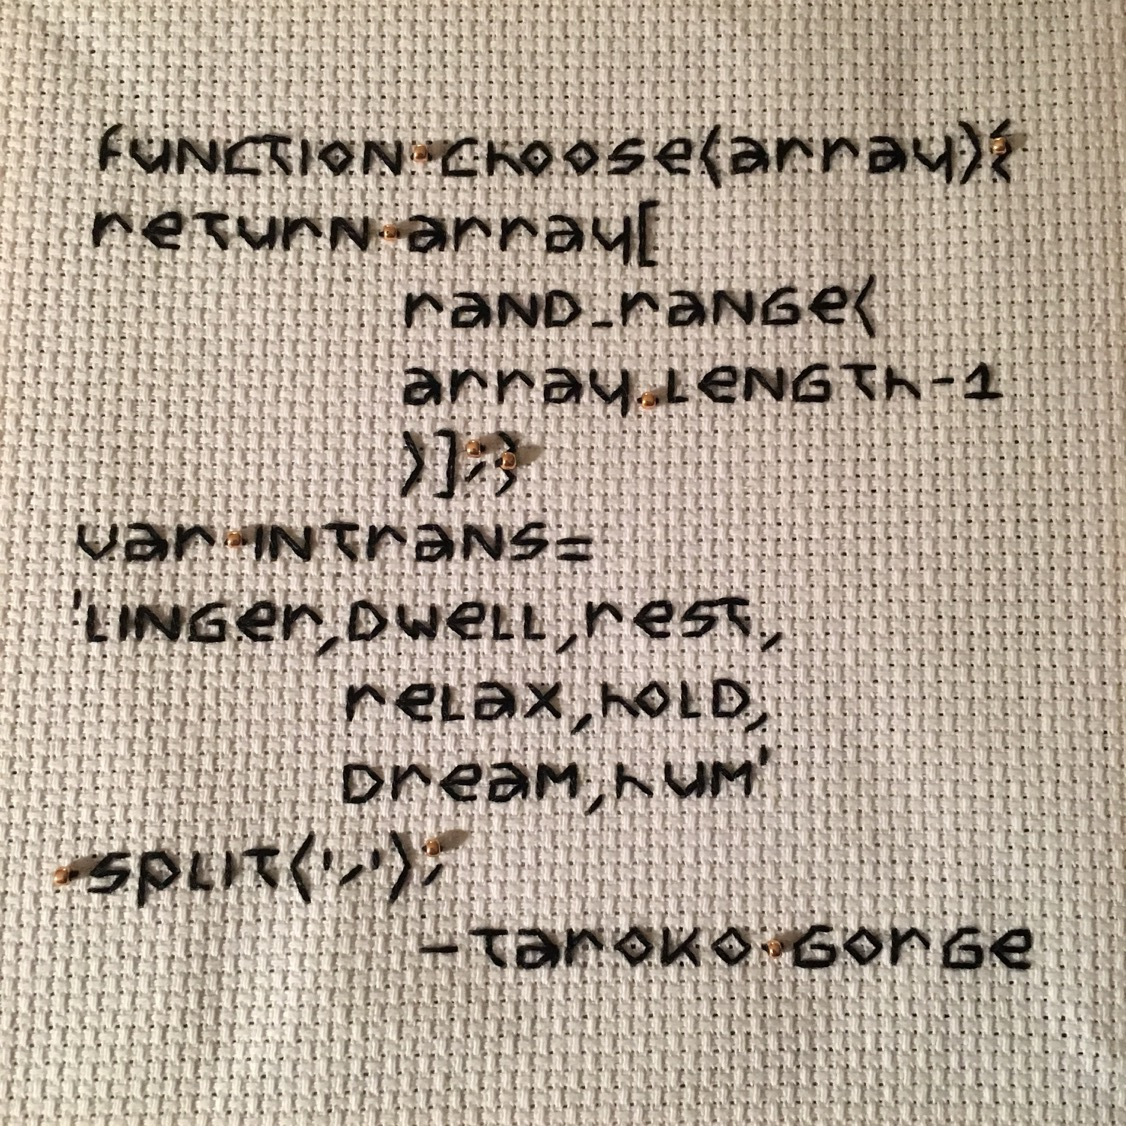 function·choose(array){
return·array[
rand_range(
array.length-1
)];}
var·intrans=
'linger,dwell,rest,
relax,hold,
dream,hum'
.split(',');
-taroko·gorge